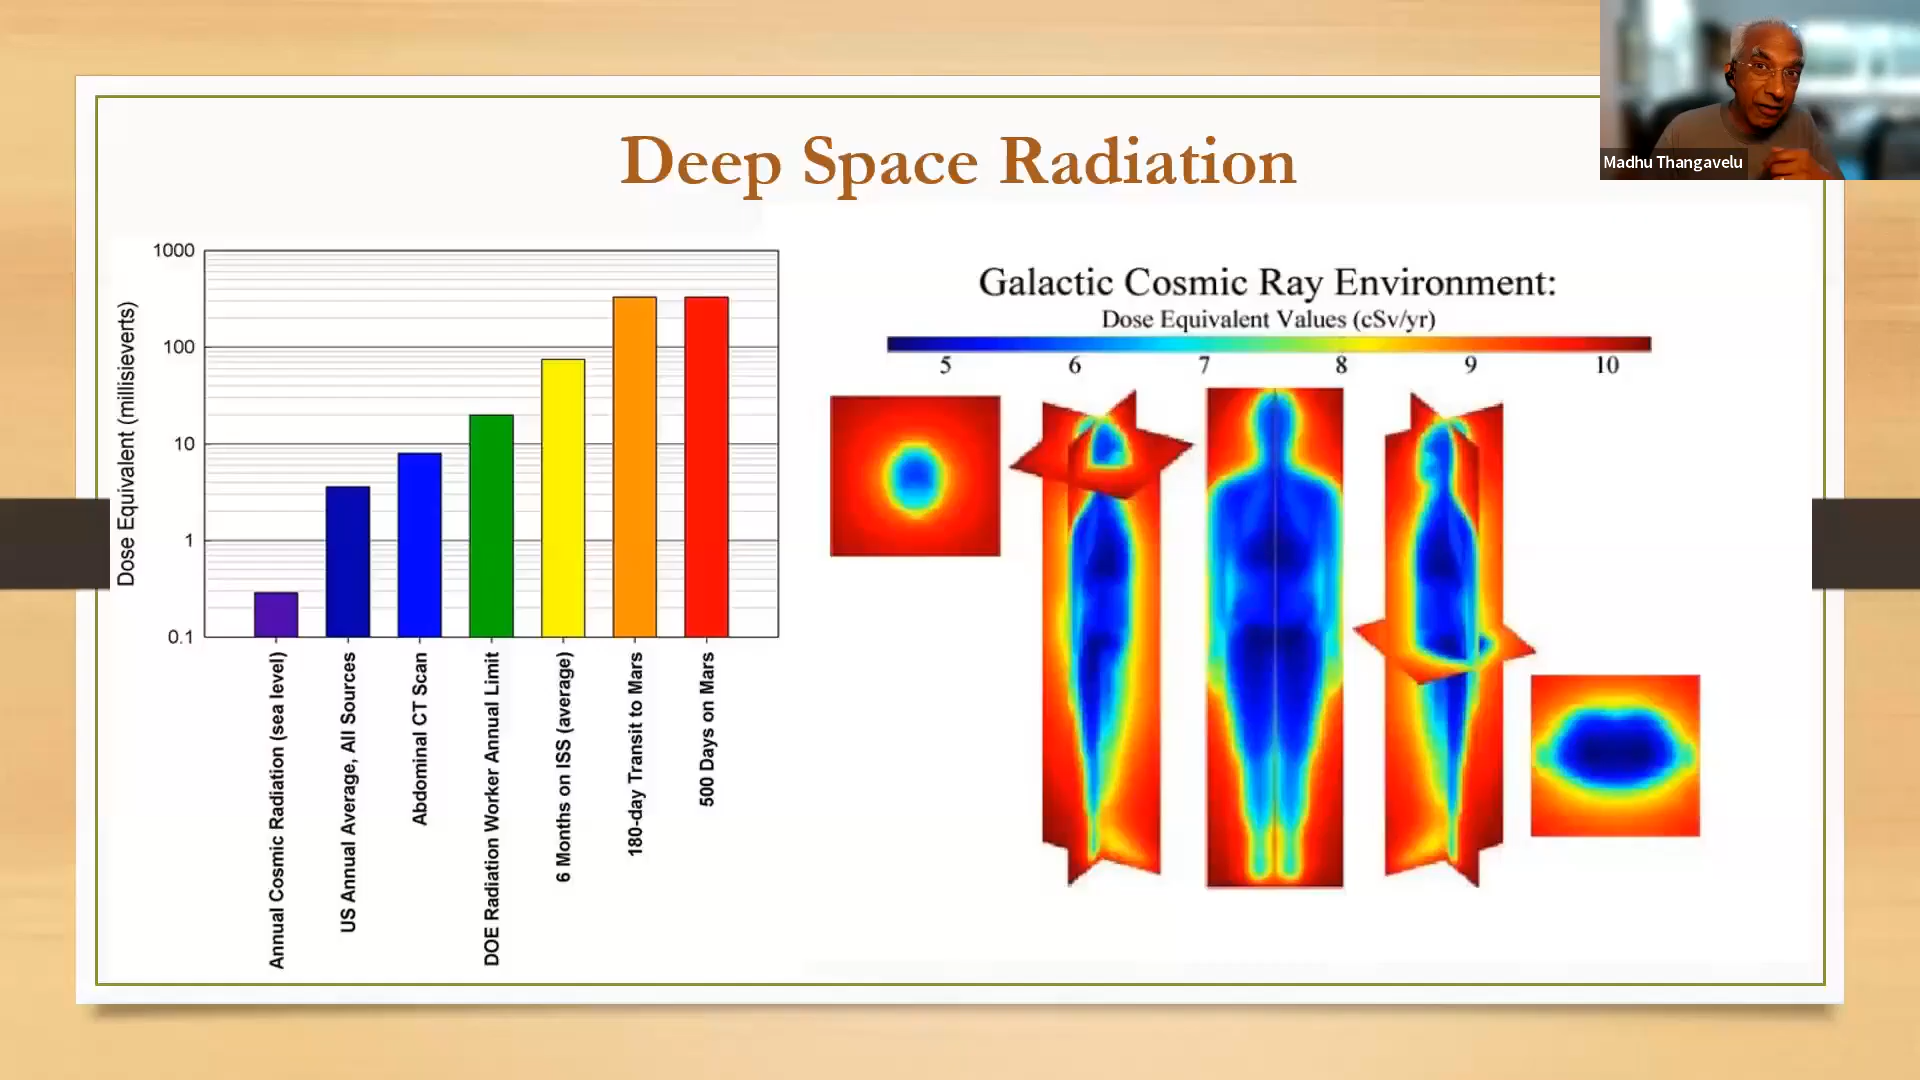 Deep Space Radiation
Madhu Thangavelu
Dose Equivalent (millisieverts)
1000
100
10
1
0.1
Annual Cosmic Radiation (sea level)
US Annual Average, All Sources
Abdominal CT Scan
DOE Radiation Worker Annual Limit
6 Months on ISS (average)
180-day Transit to Mars
500 Days on Mars
Galactic Cosmic Ray Environment:
Dose Equivalent Values (cSv/yr)
5 6 7 8 9 10